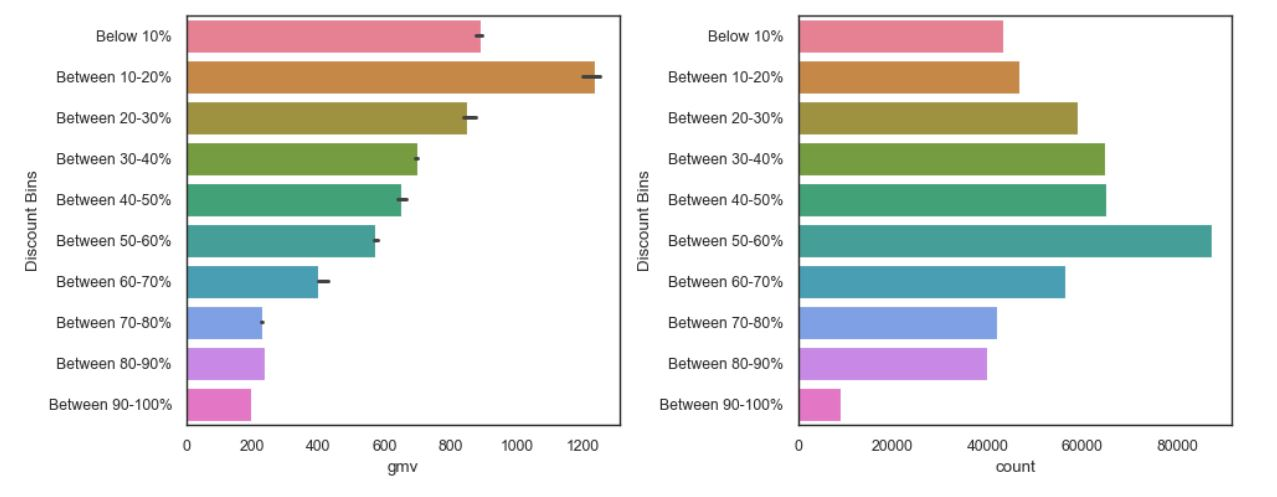 Discount Bins
Below 10%
Between 10-20%
Between 20-30%
Between 30-40%
Between 40-50%
Between 50-60%
Between 60-70%
Between 70-80%
Between 80-90%
Between 90-100%
0 200 400 600 800 1000 1200
gmv
Discount Bins
Below 10%
Between 10-20%
Between 20-30%
Between 30-40%
Between 40-50%
Between 50-60%
Between 60-70%
Between 70-80%
Between 80-90%
Between 90-100%
0 20000 40000 60000 80000
count